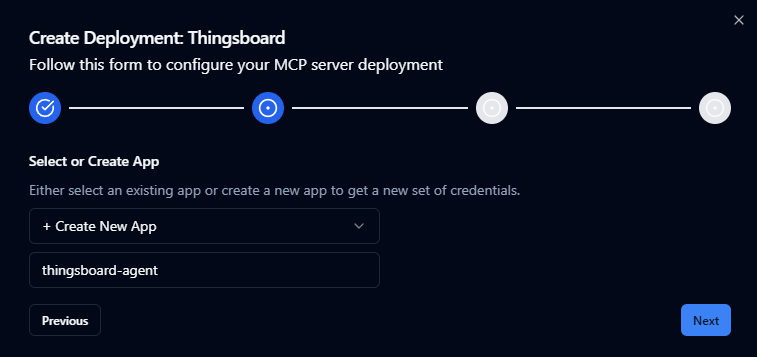 Create Deployment: Thingsboard
Follow this form to configure your MCP server deployment
Select or Create App
Either select an existing app or create a new app to get a new set of credentials.
+ Create New App
thingsboard-agent
Previous
Next